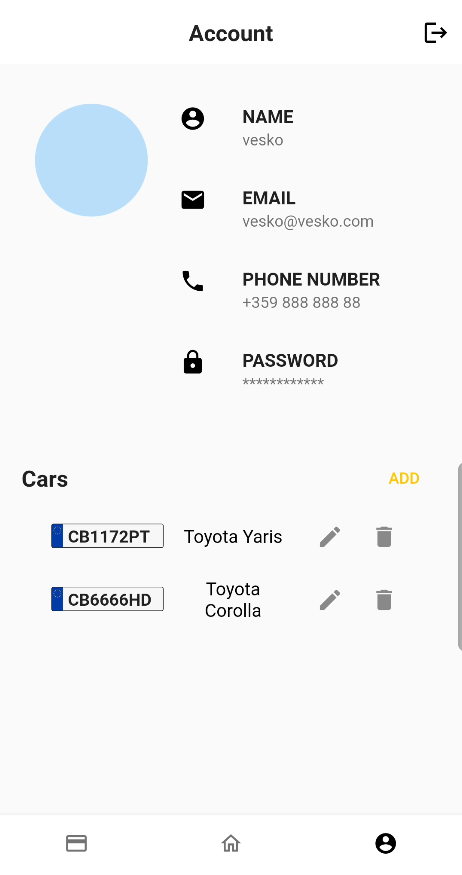 Account
NAME
vesko
EMAIL
vesko@vesko.com
PHONE NUMBER
+359 888 888 88
PASSWORD
************
Cars
ADD
CB1172PT
Toyota Yaris
CB6666HD
Toyota
Corolla